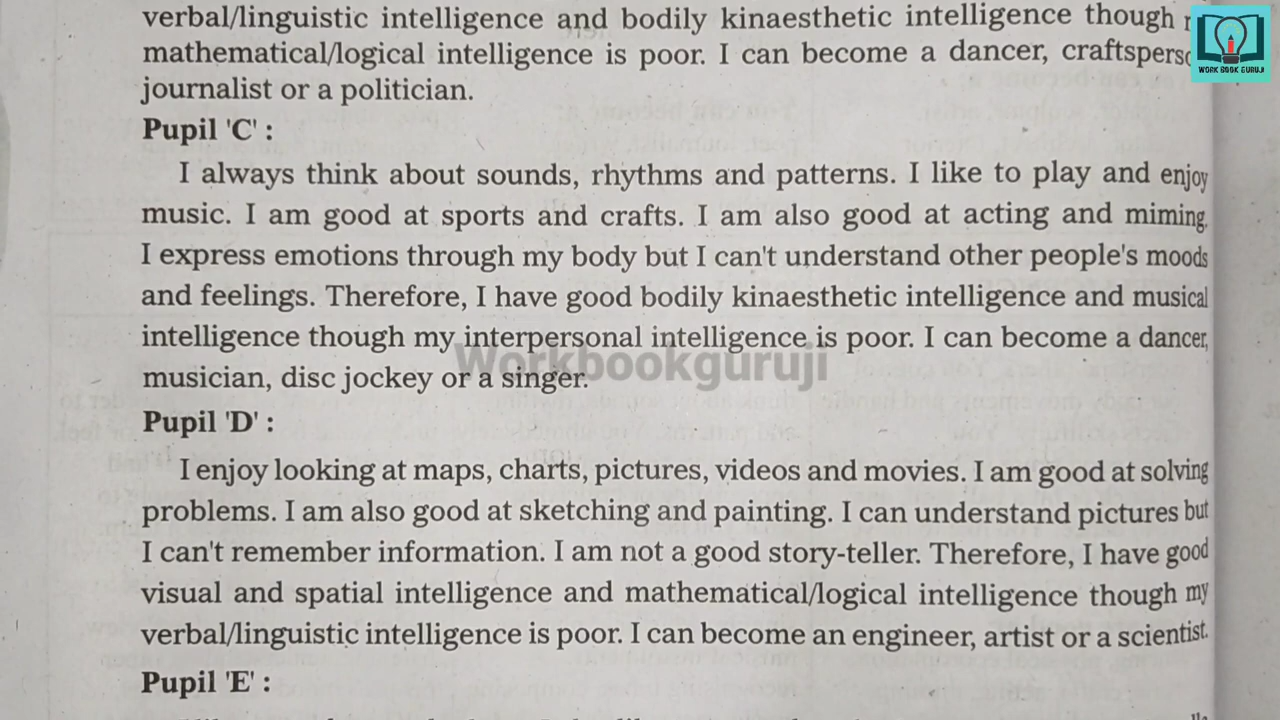 verbal/linguistic intelligence and bodily kinaesthetic intelligence though
mathematical/logical intelligence is poor. I can become a dancer,
journalist or a politician.
Pupil 'C' :
I always think about sounds, rhythms and patterns. I like to play and enjoy
music. I am good at sports and crafts. I am also good at acting and miming.
I express emotions through my body but I can't understand other people's moods
and feelings. Therefore, I have good bodily kinaesthetic intelligence and musical
intelligence though my interpersonal intelligence is poor. I can become a dancer,
musician, disc jockey or a singer.
Pupil 'D' :
I enjoy looking at maps, charts, pictures, videos and movies. I am good at solving
problems. I am also good at sketching and painting. I can understand pictures but
I can't remember information. I am not a good story-teller. Therefore, I have good
visual and spatial intelligence and mathematical/logical intelligence though my
verbal/linguistic intelligence is poor. I can become an engineer, artist or a scientist.
Pupil 'E' :
WORK BOOK GURUJI
Workbookguruji